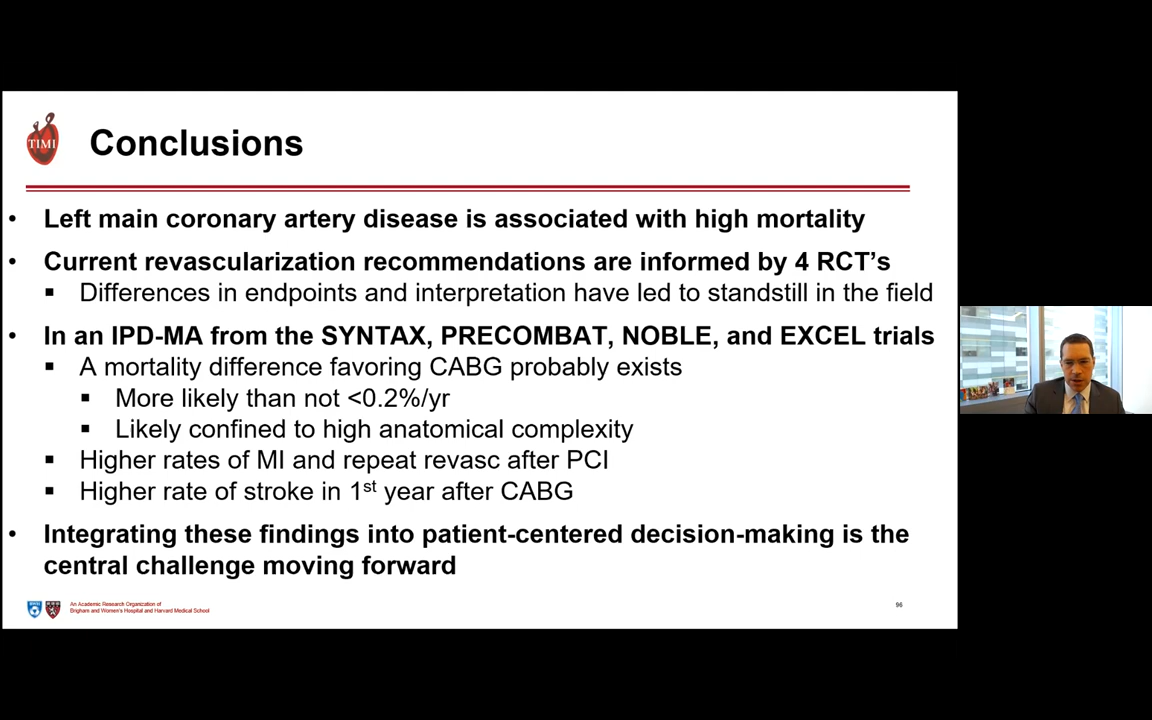 TIMI
Conclusions
• Left main coronary artery disease is associated with high mortality
• Current revascularization recommendations are informed by 4 RCT's
▪ Differences in endpoints and interpretation have led to standstill in the field
• In an IPD-MA from the SYNTAX, PRECOMBAT, NOBLE, and EXCEL trials
▪ A mortality difference favoring CABG probably exists
▪ More likely than not <0.2%/yr
▪ Likely confined to high anatomical complexity
▪ Higher rates of MI and repeat revasc after PCI
▪ Higher rate of stroke in 1st year after CABG
• Integrating these findings into patient-centered decision-making is the
central challenge moving forward
An Academic Research Organization of
Brigham and Women's Hospital and Harvard Medical School
96